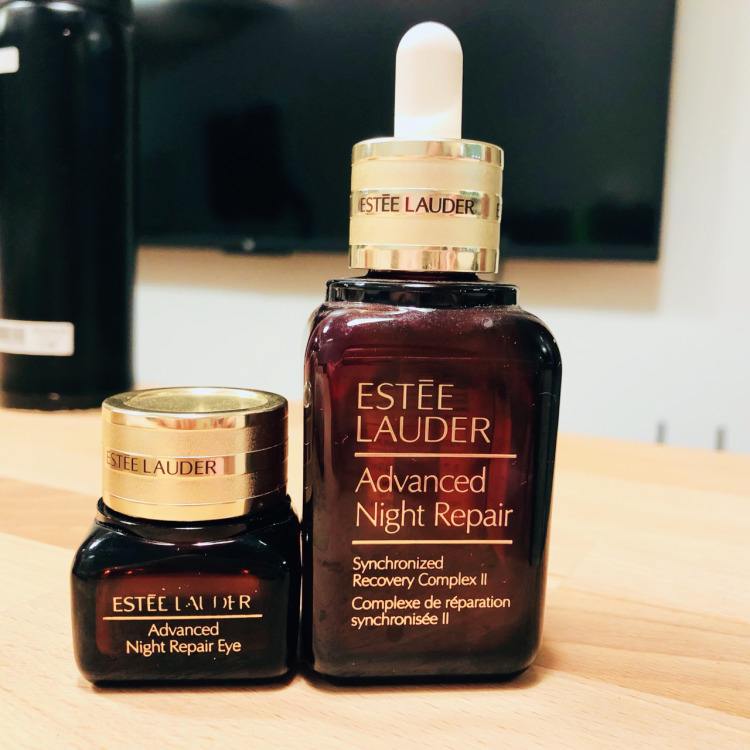 ESTĒE LAUDER
ESTĒE
LAUDER
Advanced
Night Repair
Synchronized
Recovery Complex II
Complexe de réparation
synchronisée II
ESTĒE LAUDER
ESTĒE LAUDER
Advanced
Night Repair Eye